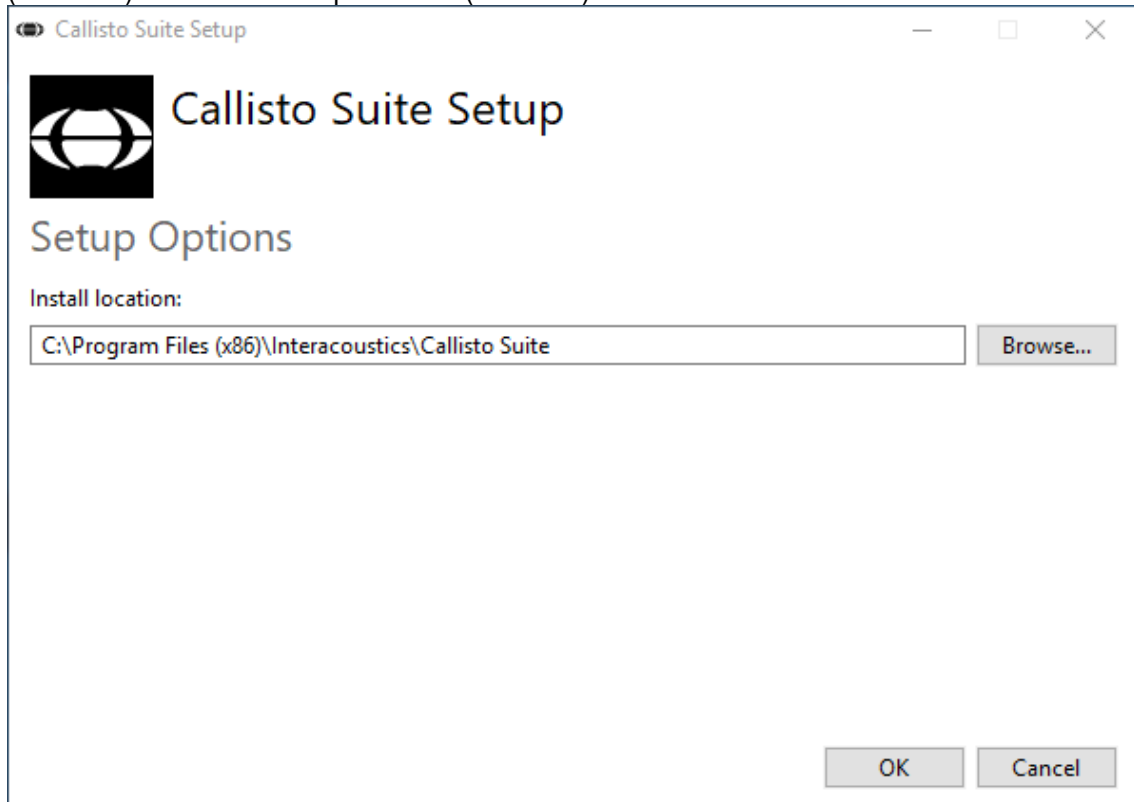 Callisto Suite Setup
Callisto Suite Setup
Setup Options
Install location:
C:\Program Files (x86)\Interacoustics\Callisto Suite
Browse...
OK
Cancel